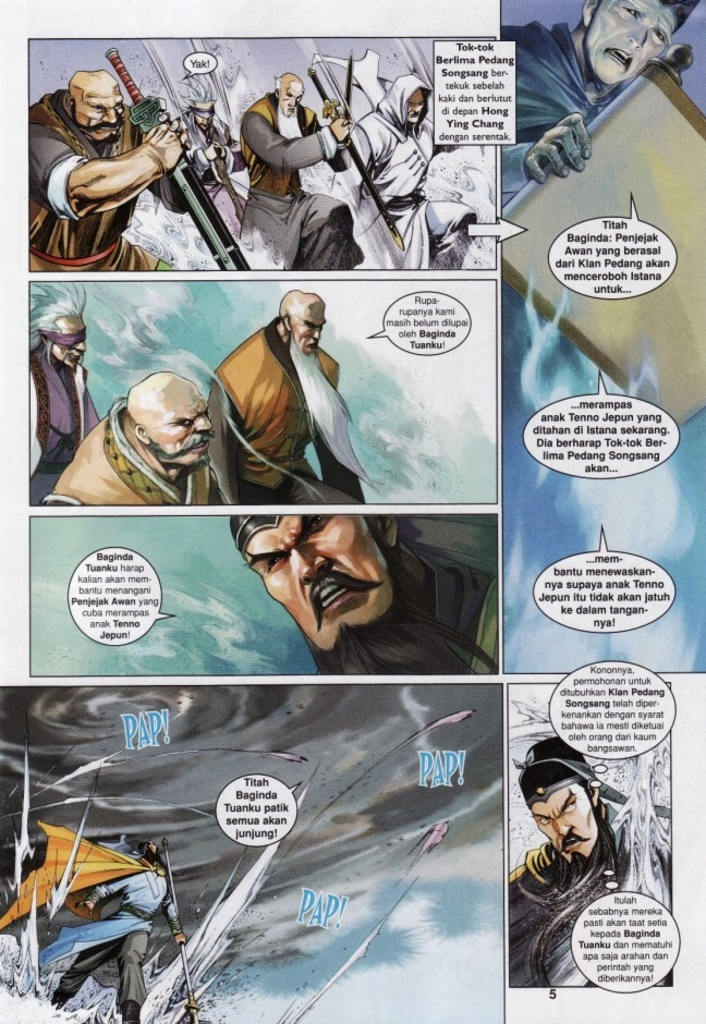 Yak!
Tok-tok
Berlima Pedang
Songsang ber-
tekuk sebelah
kaki dan berlutut
di depan Hong
Ying Chang
dengan serentak.
Titah
Baginda: Penjejak
Awan yang berasal
dari Klan Pedang akan
menceroboh Istana
untuk...
...merampas
anak Tenno Jepun yang
ditahan di Istana sekarang.
Dia berharap Tok-tok Ber-
lima Pedang Songsang
akan...
...mem-
bantu menewaskan-
nya supaya anak Tenno
Jepun itu tidak akan jatuh
ke dalam tangan-
nya!
Rupa-
rupanya kami
masih belum dilupai
oleh Baginda
Tuanku!
Baginda
Tuanku harap
kalian akan mem-
bantu menangani
Penjejak Awan yang
cuba merampas
anak Tenno
Jepun!
PAP!
PAP!
Titah
Baginda
Tuanku patik
semua akan
junjung!
PAP!
Kononnya,
permohonan untuk
ditubuhkan Klan Pedang
Songsang telah diper-
kenankan dengan syarat
bahawa ia mesti diketuai
oleh orang dari kaum
bangsawan.
Itulah
sebabnya mereka
pasti akan taat setia
kepada Baginda
Tuanku dan mematuhi
apa saja arahan dan
perintah yang
diberikannya!
5